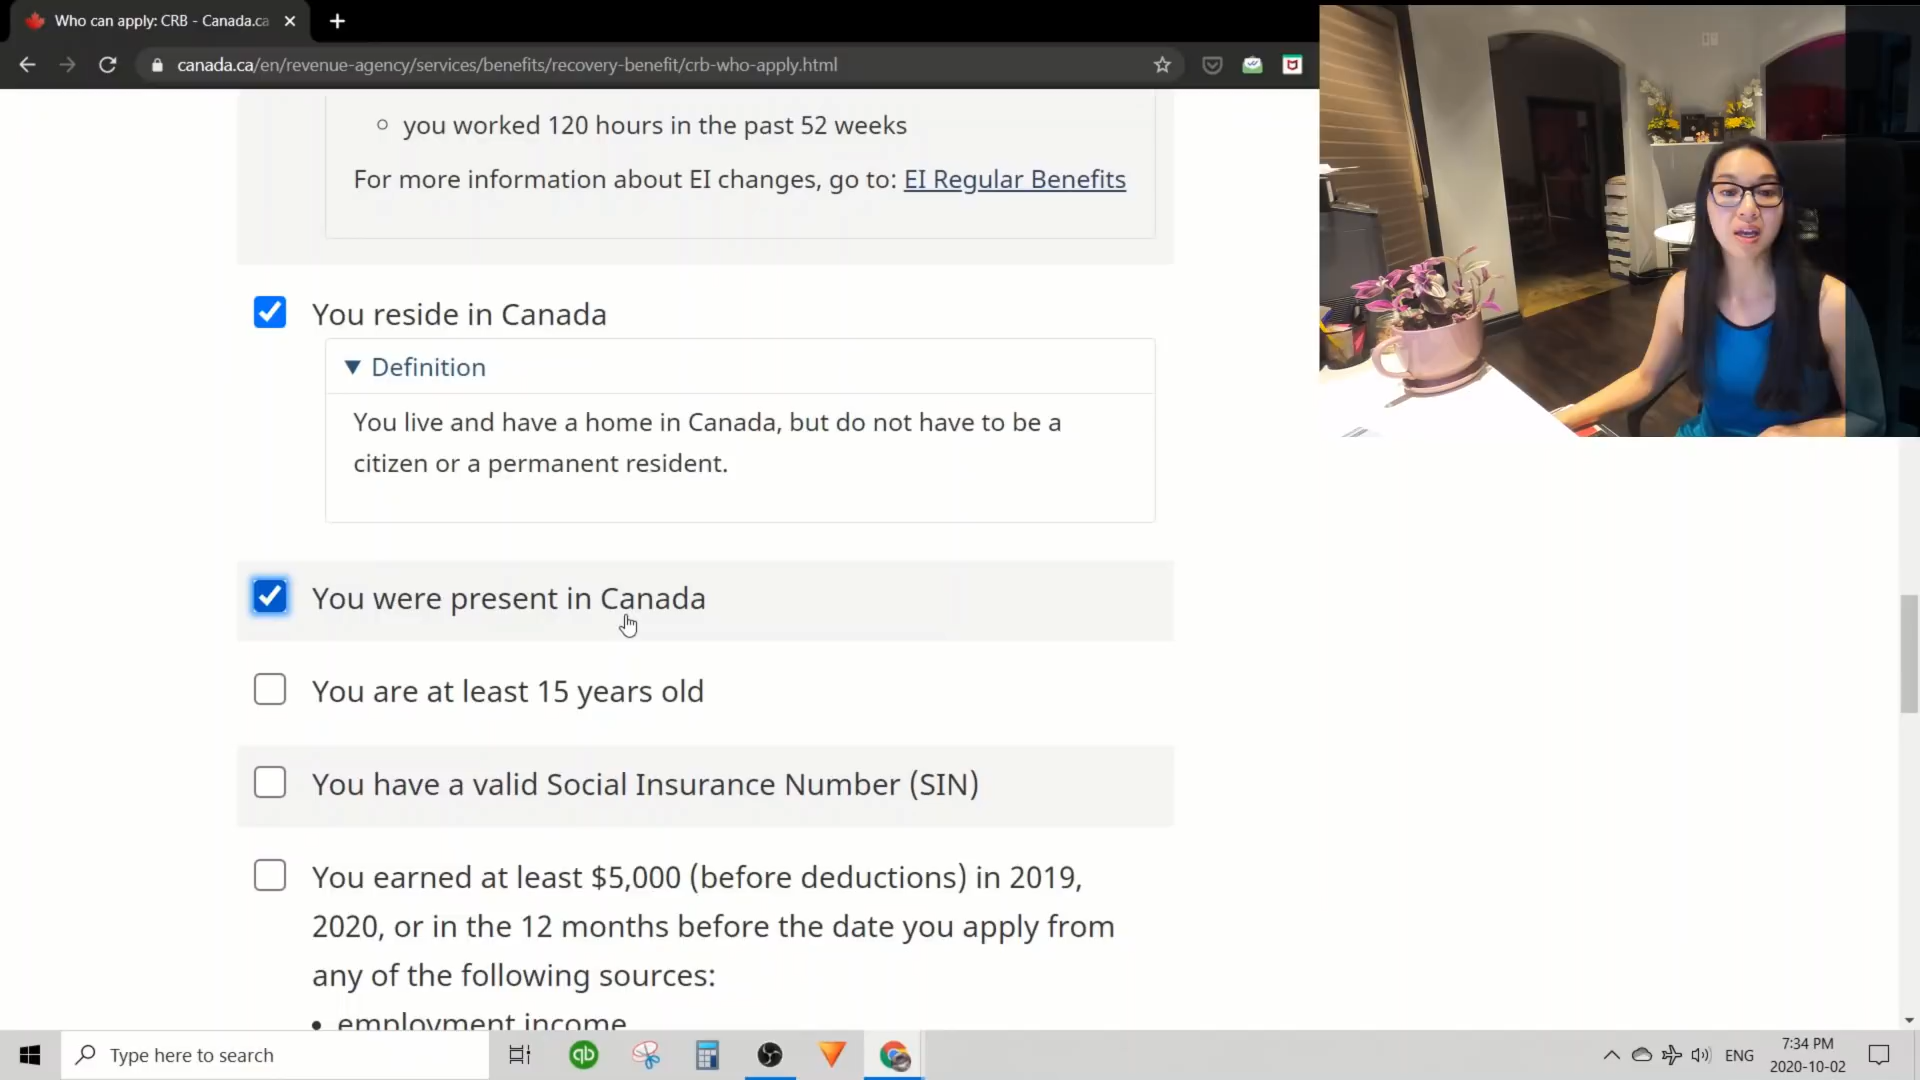 Who can apply: CRB - Canada.ca
canada.ca/en/revenue-agency/services/benefits/recovery-benefit/crb-who-apply.html
you worked 120 hours in the past 52 weeks
For more information about EI changes, go to: EI Regular Benefits
You reside in Canada
Definition
You live and have a home in Canada, but do not have to be a
citizen or a permanent resident.
You were present in Canada
You are at least 15 years old
You have a valid Social Insurance Number (SIN)
You earned at least $5,000 (before deductions) in 2019,
2020, or in the 12 months before the date you apply from
any of the following sources:
employment income
Type here to search
qb
ENG
7:34 PM
2020-10-02